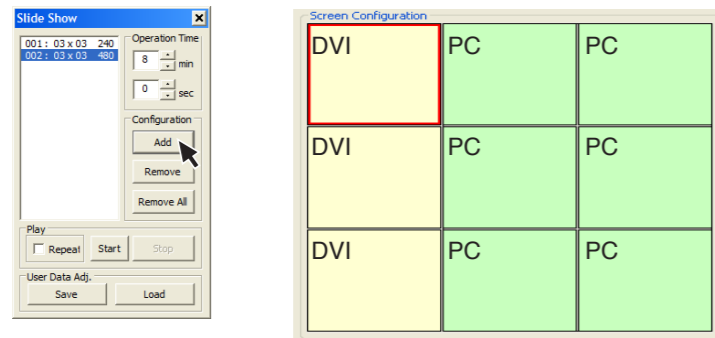 Slide Show
001: 03 x 03 240
002: 03 x 03 480
Operation Time
8 min
0 sec
Configuration
Add
Remove
Remove All
Play
Repeat Start Stop
User Data Adj.
Save Load
Screen Configuration
DVI PC PC
DVI PC PC
DVI PC PC